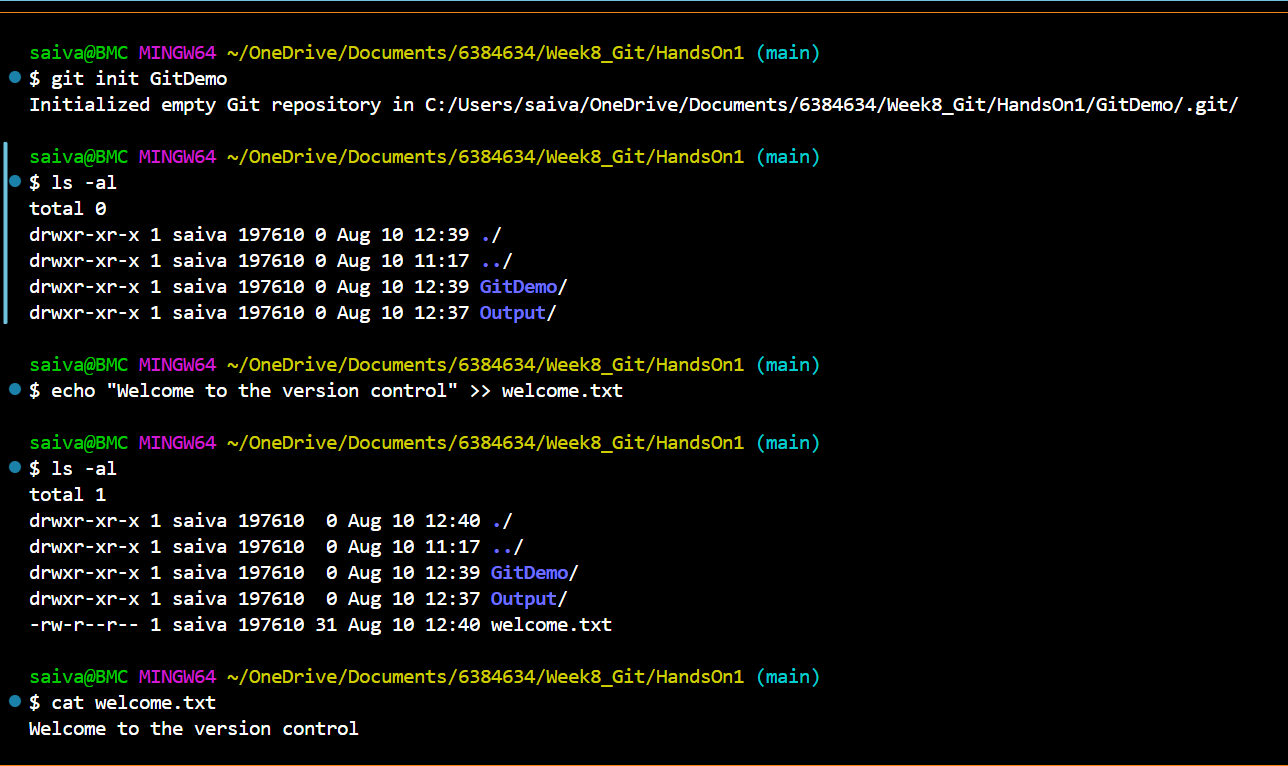 saiva@BMC MINGW64 ~/OneDrive/Documents/6384634/Week8_Git/HandsOn1 (main)
$ git init GitDemo
Initialized empty Git repository in C:/Users/saiva/OneDrive/Documents/6384634/Week8_Git/HandsOn1/GitDemo/.git/
saiva@BMC MINGW64 ~/OneDrive/Documents/6384634/Week8_Git/HandsOn1 (main)
$ ls -al
total 0
drwxr-xr-x 1 saiva 197610 0 Aug 10 12:39 ./
drwxr-xr-x 1 saiva 197610 0 Aug 10 11:17 ../
drwxr-xr-x 1 saiva 197610 0 Aug 10 12:39 GitDemo/
drwxr-xr-x 1 saiva 197610 0 Aug 10 12:37 Output/
saiva@BMC MINGW64 ~/OneDrive/Documents/6384634/Week8_Git/HandsOn1 (main)
$ echo "Welcome to the version control" >> welcome.txt
saiva@BMC MINGW64 ~/OneDrive/Documents/6384634/Week8_Git/HandsOn1 (main)
$ ls -al
total 1
drwxr-xr-x 1 saiva 197610  0 Aug 10 12:40 ./
drwxr-xr-x 1 saiva 197610  0 Aug 10 11:17 ../
drwxr-xr-x 1 saiva 197610  0 Aug 10 12:39 GitDemo/
drwxr-xr-x 1 saiva 197610  0 Aug 10 12:37 Output/
-rw-r--r-- 1 saiva 197610 31 Aug 10 12:40 welcome.txt
saiva@BMC MINGW64 ~/OneDrive/Documents/6384634/Week8_Git/HandsOn1 (main)
$ cat welcome.txt
Welcome to the version control